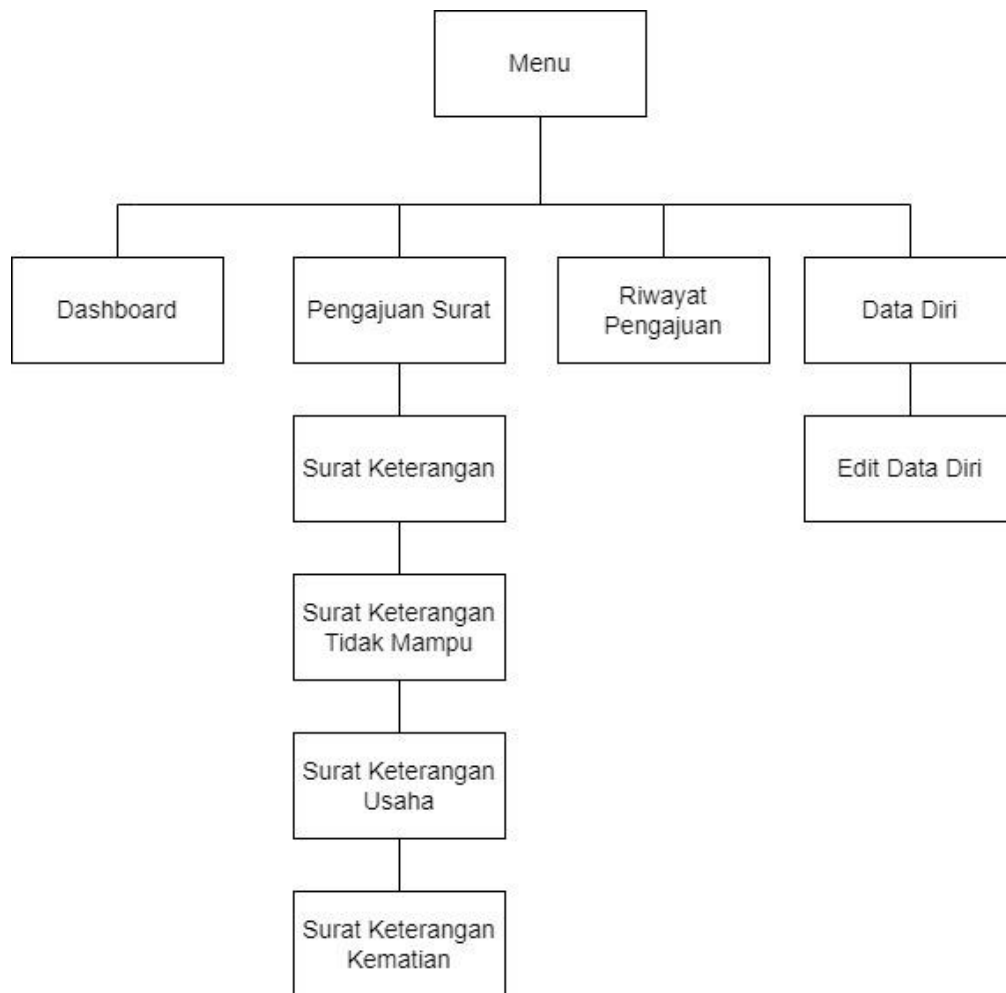 Menu
Dashboard
Pengajuan Surat
Riwayat
Pengajuan
Data Diri
Surat Keterangan
Edit Data Diri
Surat Keterangan
Tidak Mampu
Surat Keterangan
Usaha
Surat Keterangan
Kematian